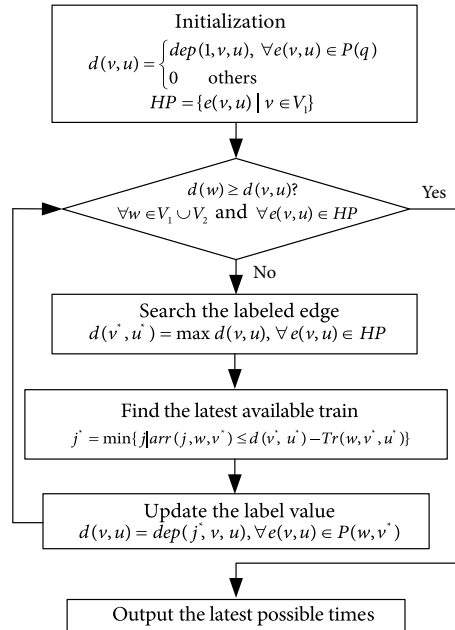 Initialization
d(v,u) = { dep(1,v,u), ∀e(v,u) ∈ P(q)
0 others
HP = {e(v,u) | v ∈ V₁}
d(w) ≥ d(v,u)?
∀w ∈ V₁ ∪ V₂ and ∀e(v,u) ∈ HP
Yes
No
Search the labeled edge
d(v*, u*) = max d(v,u), ∀e(v,u) ∈ HP
Find the latest available train
j* = min{j|arr(j,w,v*) ≤ d(v*, u*) − Tr(w,v*,u*)}
Update the label value
d(v,u) = dep(j*, v, u), ∀e(v,u) ∈ P(w,v*)
Output the latest possible times